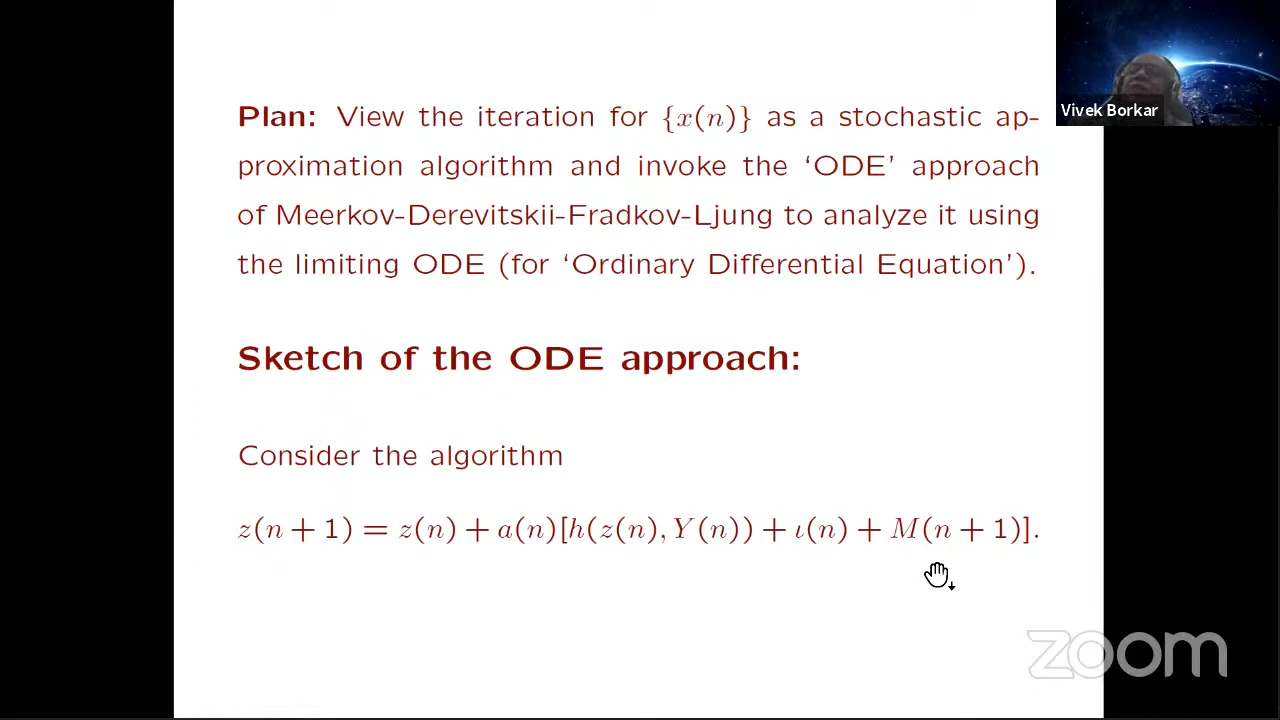 Plan: View the iteration for {x(n)} as a stochastic ap-
proximation algorithm and invoke the ‘ODE’ approach
of Meerkov-Derevitskii-Fradkov-Ljung to analyze it using
the limiting ODE (for ‘Ordinary Differential Equation’).
Sketch of the ODE approach:
Consider the algorithm
z(n + 1) = z(n) + a(n)[h(z(n), Y(n)) + ι(n) + M(n + 1)].
Vivek Borkar
zoom